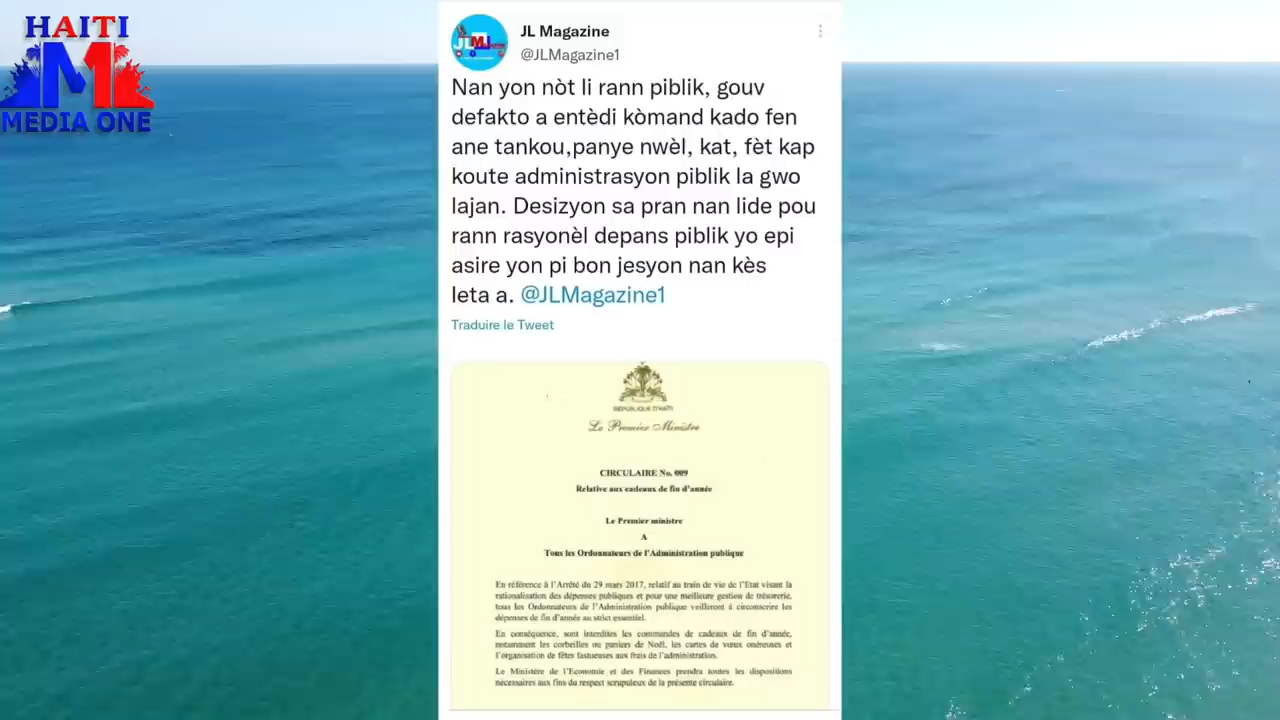 HAITI
M
MEDIA ONE
JL Magazine
@JLMagazine1
Nan yon nòt li rann piblik, gouv
defakto a entèdi kòmand kado fen
ane tankou,panye nwèl, kat, fèt kap
koute administrasyon piblik la gwo
lajan. Desizyon sa pran nan lide pou
rann rasyonèl depans piblik yo epi
asire yon pi bon jesyon nan kès
leta a. @JLMagazine1
Traduire le Tweet
REPUBLIQUE D'HAITI
Le Premier Ministre
CIRCULAIRE No. 009
Relative aux cadeaux de fin d'année
Le Premier ministre
A
Tous les Ordonnateurs de l'Administration publique
En référence à l'Arrêté du 29 mars 2017, relatif au train de vie de l'Etat visant la
rationalisation des dépenses publiques et pour une meilleure gestion de trésorerie,
tous les Ordonnateurs de l'Administration publique veilleront à circonscrire les
dépenses de fin d'année au strict essentiel.
En conséquence, sont interdites les commandes de cadeaux de fin d'année,
notamment les corbeilles ou paniers de Noël, les cartes de vœux onéreuses et
l'organisation de fêtes fastueuses aux frais de l'administration.
Le Ministère de l'Economie et des Finances prendra toutes les dispositions
nécessaires aux fins du respect scrupuleux de la présente circulaire.